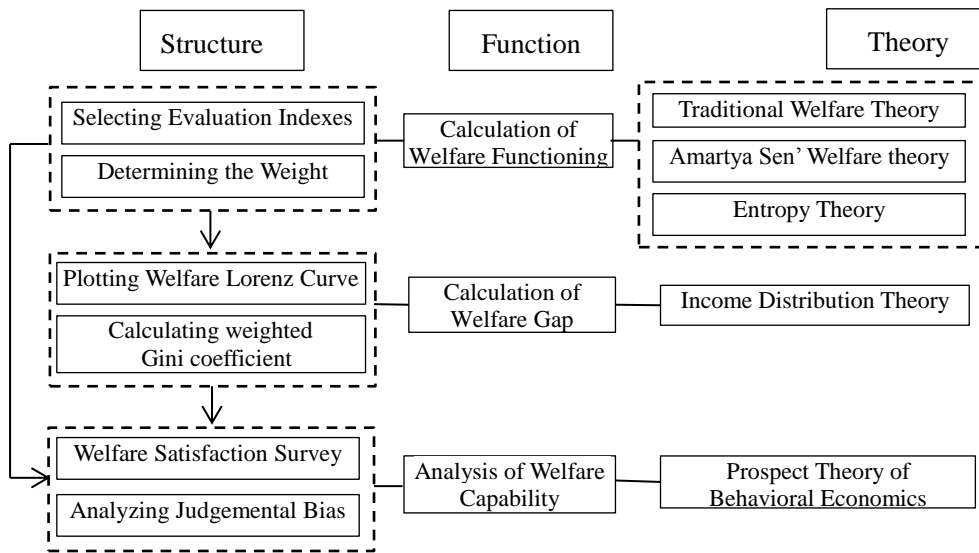 Structure
Function
Theory
Selecting Evaluation Indexes
Determining the Weight
Calculation of
Welfare Functioning
Traditional Welfare Theory
Amartya Sen’ Welfare theory
Entropy Theory
Plotting Welfare Lorenz Curve
Calculating weighted
Gini coefficient
Calculation of
Welfare Gap
Income Distribution Theory
Welfare Satisfaction Survey
Analyzing Judgemental Bias
Analysis of Welfare
Capability
Prospect Theory of
Behavioral Economics